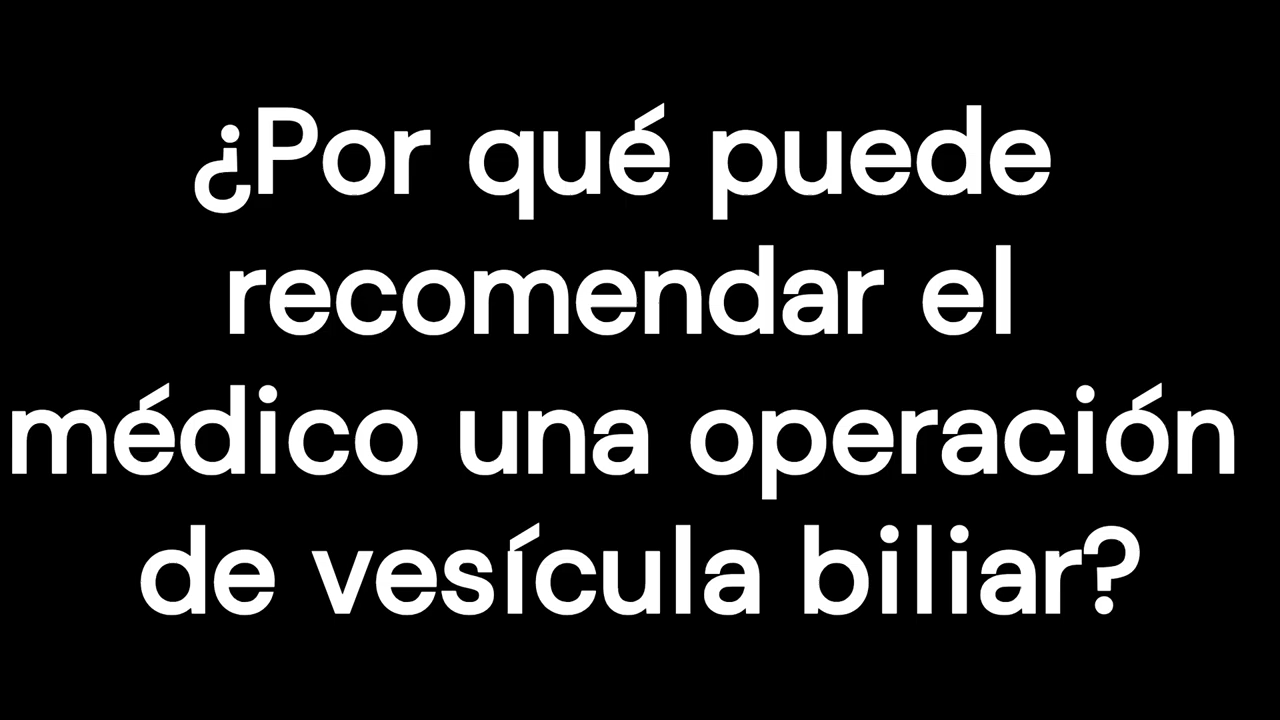 ¿Por qué puede
recomendar el
médico una operación
de vesícula biliar?